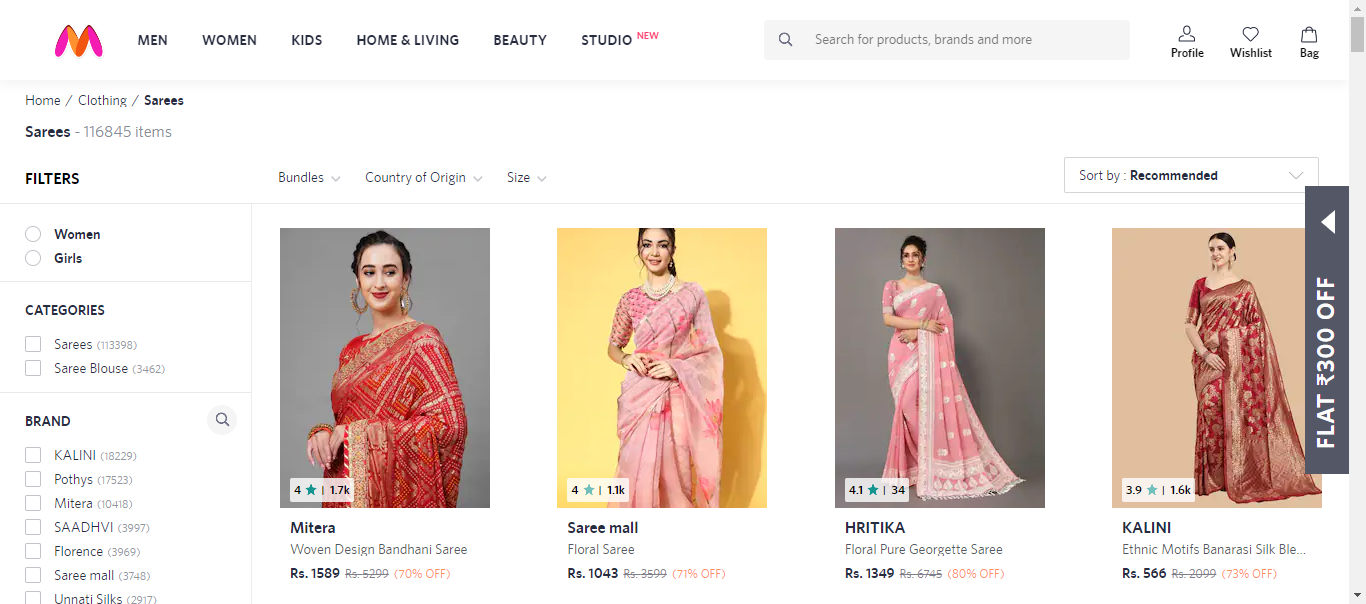 MEN WOMEN KIDS HOME & LIVING BEAUTY STUDIO NEW
Search for products, brands and more
Profile Wishlist Bag
Home / Clothing / Sarees
Sarees - 116845 items
FILTERS
Bundles Country of Origin Size
Sort by : Recommended
Women
Girls
CATEGORIES
Sarees (113398)
Saree Blouse (3462)
BRAND
KALINI (18229)
Pothys (17523)
Mitera (10418)
SAADHVI (3997)
Florence (3969)
Saree mall (3748)
Unnati Silks (2917)
4 ★ | 1.7k
Mitera
Woven Design Bandhani Saree
Rs. 1589 Rs. 5299 (70% OFF)
4 ★ | 1.1k
Saree mall
Floral Saree
Rs. 1043 Rs. 3599 (71% OFF)
4.1 ★ | 34
HRITIKA
Floral Pure Georgette Saree
Rs. 1349 Rs. 6745 (80% OFF)
3.9 ★ | 1.6k
KALINI
Ethnic Motifs Banarasi Silk Ble...
Rs. 566 Rs. 2099 (73% OFF)
FLAT ₹300 OFF